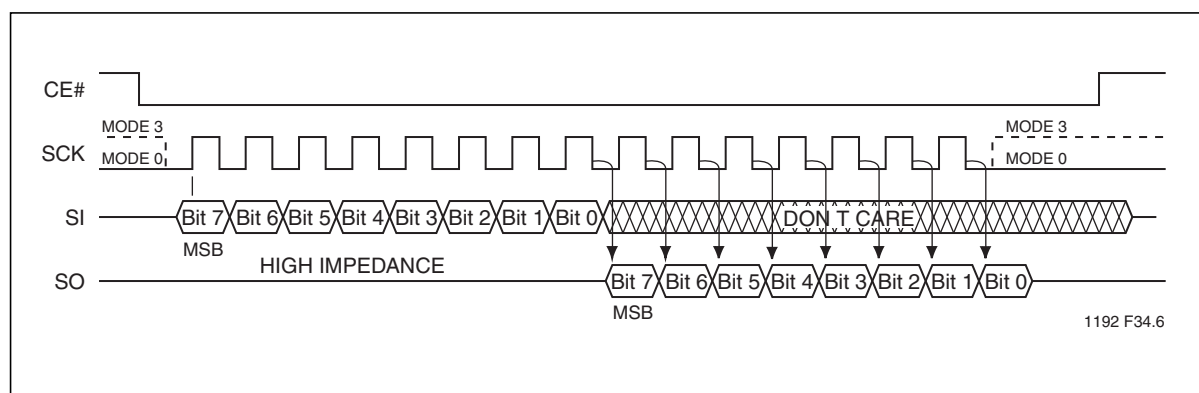 CE#
MODE 3 MODE 3
SCK MODE 0 MODE 0
SI Bit 7 Bit 6 Bit 5 Bit 4 Bit 3 Bit 2 Bit 1 Bit 0 DON T CARE
MSB
HIGH IMPEDANCE
SO Bit 7 Bit 6 Bit 5 Bit 4 Bit 3 Bit 2 Bit 1 Bit 0
MSB
1192 F34.6